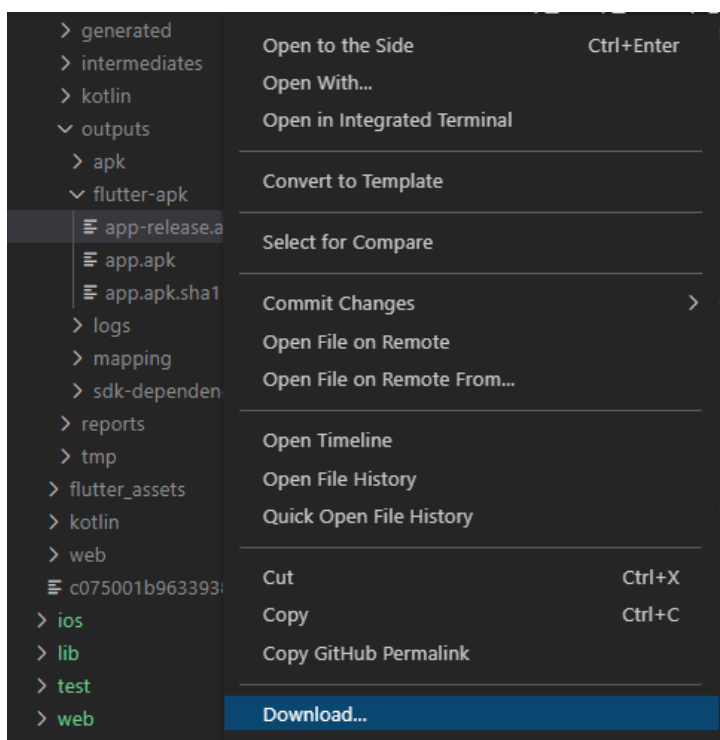 generated
intermediates
kotlin
outputs
apk
flutter-apk
app-release.a
app.apk
app.apk.sha1
logs
mapping
sdk-dependen
reports
tmp
flutter_assets
kotlin
web
c075001b963393
ios
lib
test
web
Open to the Side Ctrl+Enter
Open With...
Open in Integrated Terminal
Convert to Template
Select for Compare
Commit Changes
Open File on Remote
Open File on Remote From...
Open Timeline
Open File History
Quick Open File History
Cut Ctrl+X
Copy Ctrl+C
Copy GitHub Permalink
Download...